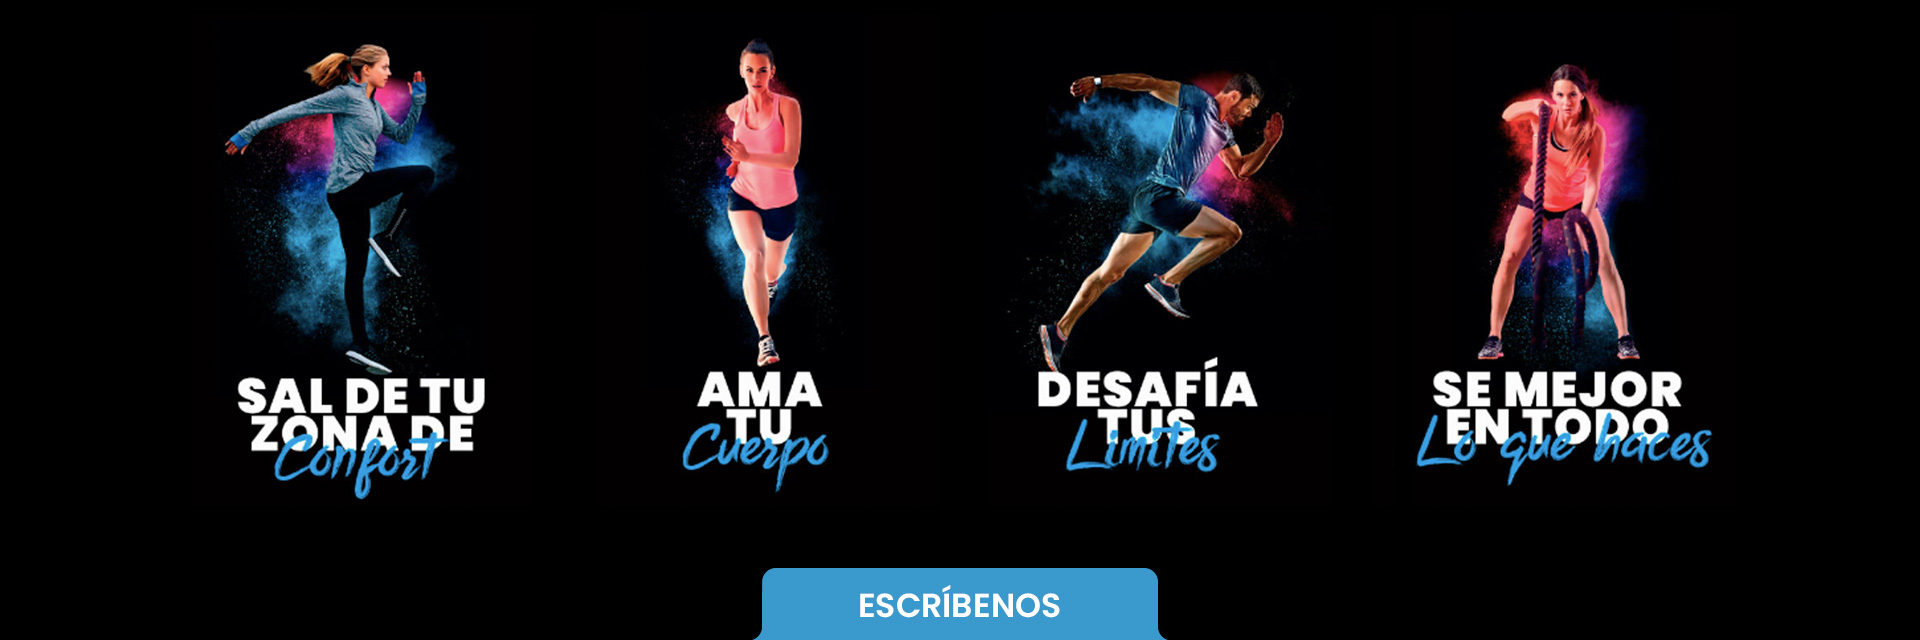 SAL DE TU
ZONA DE
Confort
AMA
TU
Cuerpo
DESAFÍA
TUS
Limites
SE MEJOR
EN TODO
Lo que haces
ESCRÍBENOS